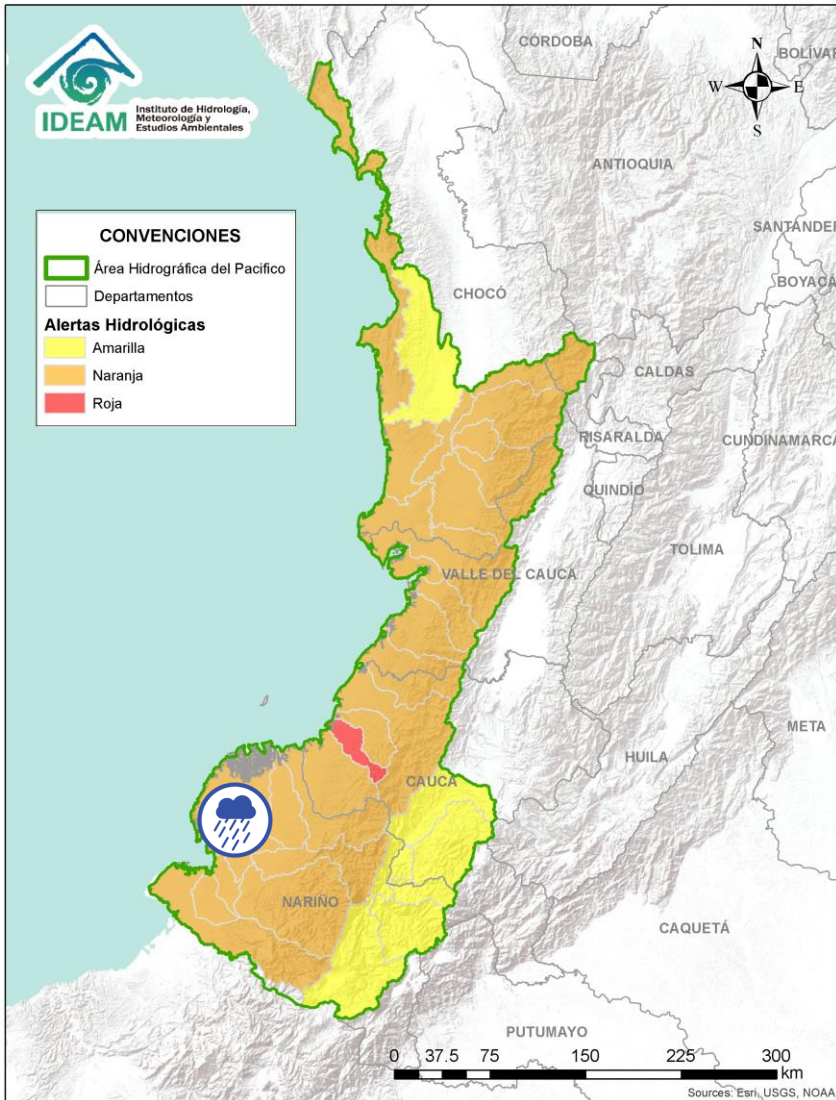 IDEAM
Instituto de Hidrología,
Meteorología y
Estudios Ambientales
CÓRDOBA
BOLÍVAR
N
W
E
S
ANTIOQUIA
SANTANDER
BOYACÁ
CONVENCIONES
Área Hidrográfica del Pacifico
Departamentos
Alertas Hidrológicas
Amarilla
Naranja
Roja
CHOCÓ
CALDAS
RISARALDA
CUNDINAMARCA
QUINDÍO
TOLIMA
VALLE DEL CAUCA
META
HUILA
CAUCA
NARIÑO
CAQUETÁ
PUTUMAYO
0 37.5 75 150 225 300
km
Sources: Esri, USGS, NOAA